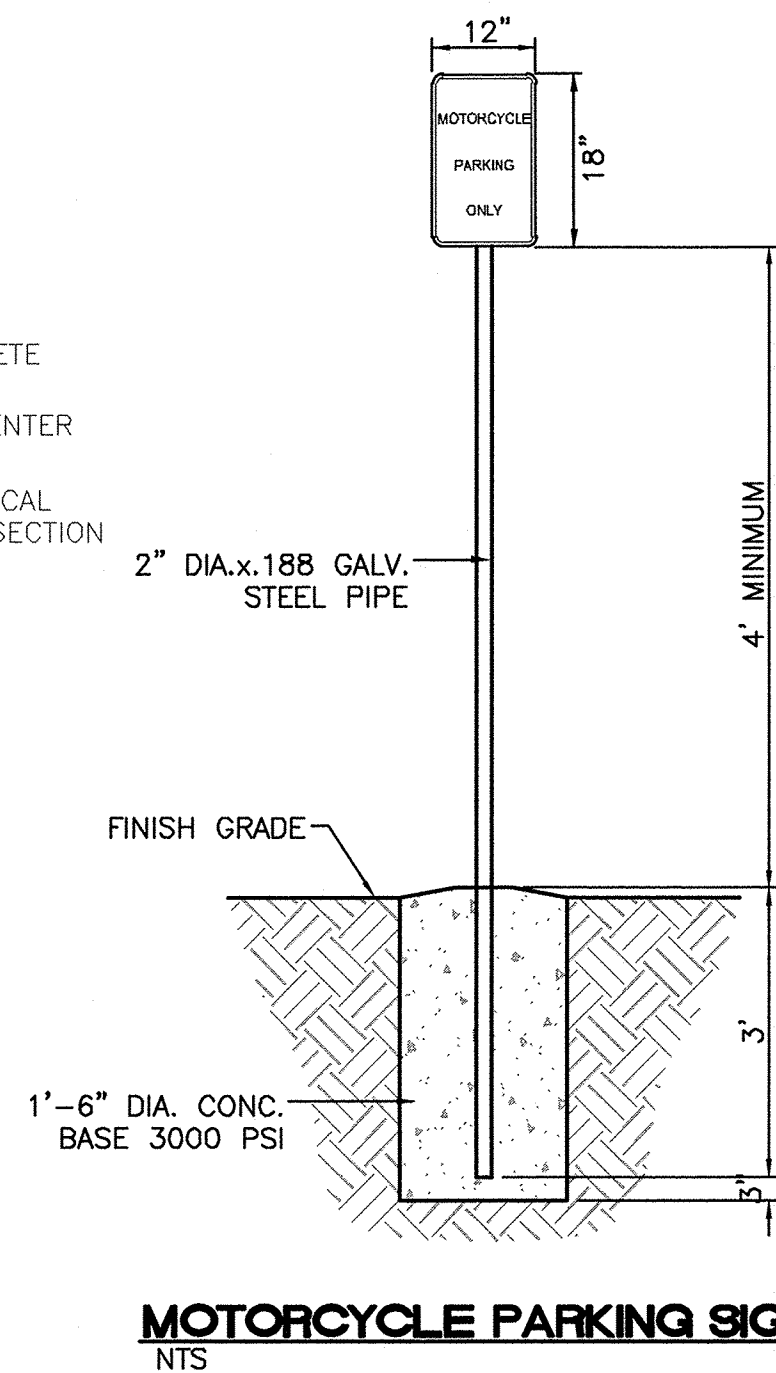 12"
MOTORCYCLE
PARKING
ONLY
18"
ETE
ENTER
CAL
SECTION
2" DIA.x.188 GALV.
STEEL PIPE
4' MINIMUM
FINISH GRADE
3'
1'-6" DIA. CONC.
BASE 3000 PSI
3"
MOTORCYCLE PARKING SIG
NTS